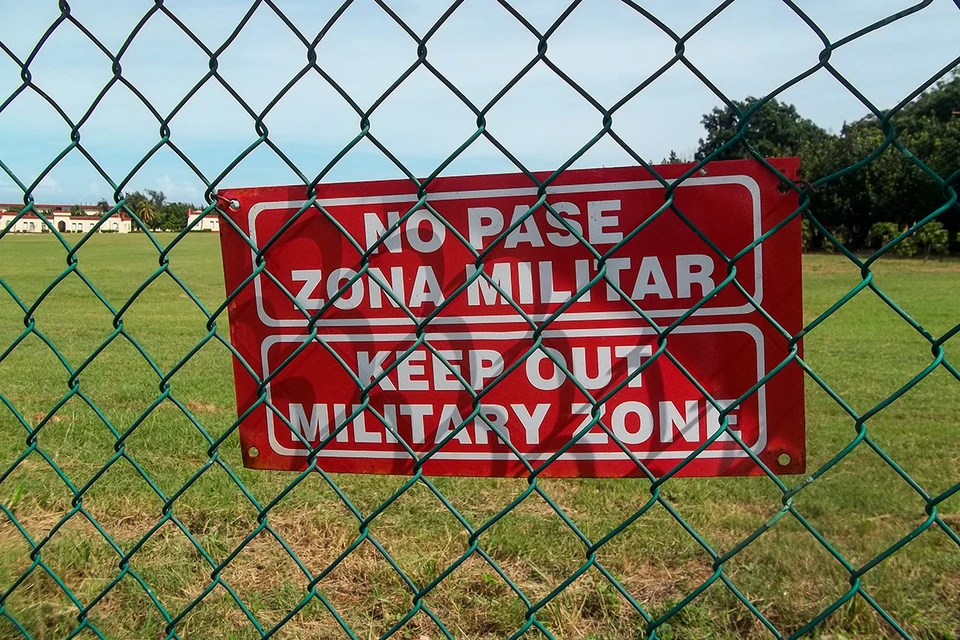 NO PASE
ZONA MILITAR
KEEP OUT
MILITARY ZONE